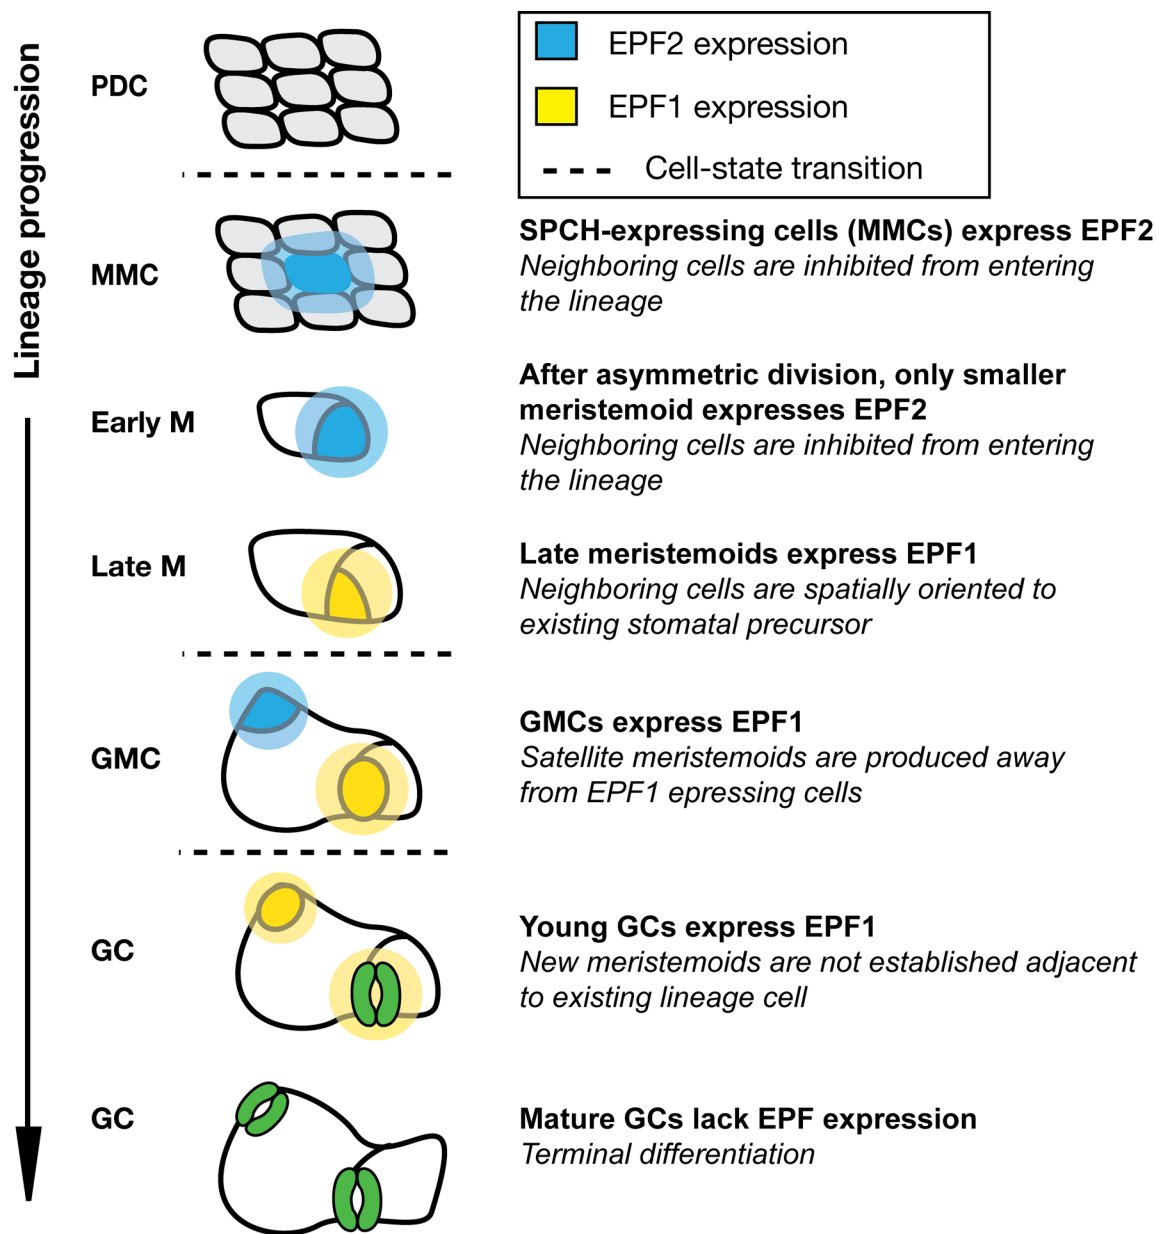 Lineage progression
PDC
EPF2 expression
EPF1 expression
Cell-state transition
MMC
SPCH-expressing cells (MMCs) express EPF2
Neighboring cells are inhibited from entering
the lineage
Early M
After asymmetric division, only smaller
meristemoid expresses EPF2
Neighboring cells are inhibited from entering
the lineage
Late M
Late meristemoids express EPF1
Neighboring cells are spatially oriented to
existing stomatal precursor
GMC
GMCs express EPF1
Satellite meristemoids are produced away
from EPF1 epressing cells
GC
Young GCs express EPF1
New meristemoids are not established adjacent
to existing lineage cell
GC
Mature GCs lack EPF expression
Terminal differentiation